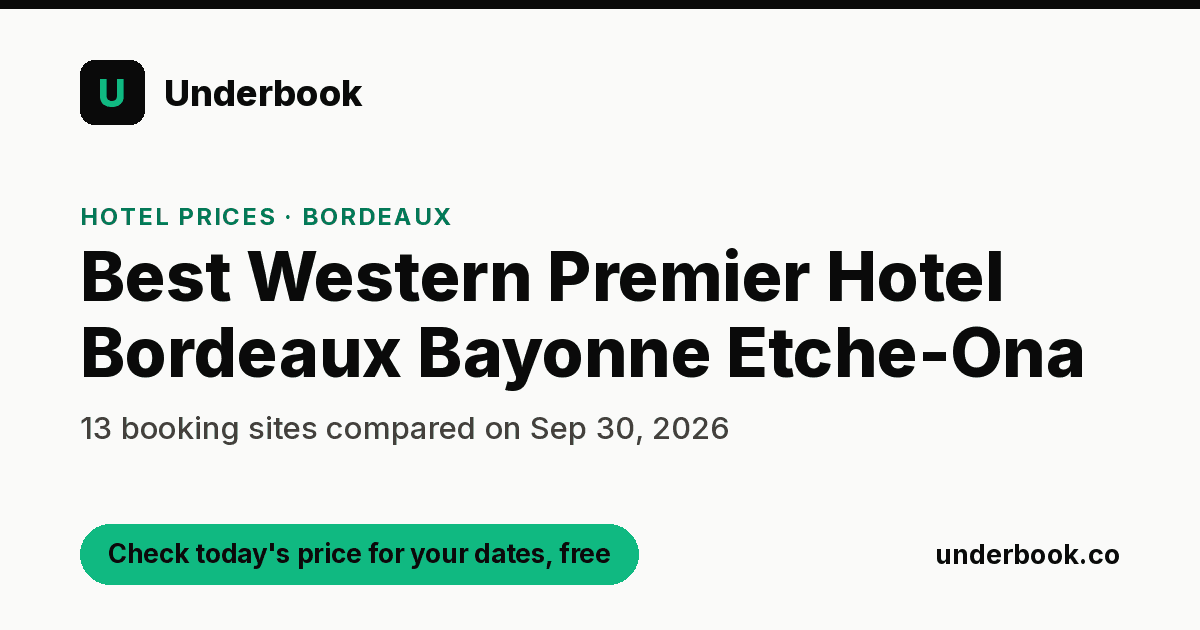 U Underbook
HOTEL PRICES · BORDEAUX
Best Western Premier Hotel
Bordeaux Bayonne Etche-Ona
13 booking sites compared on Sep 30, 2026
Check today's price for your dates, free
underbook.co